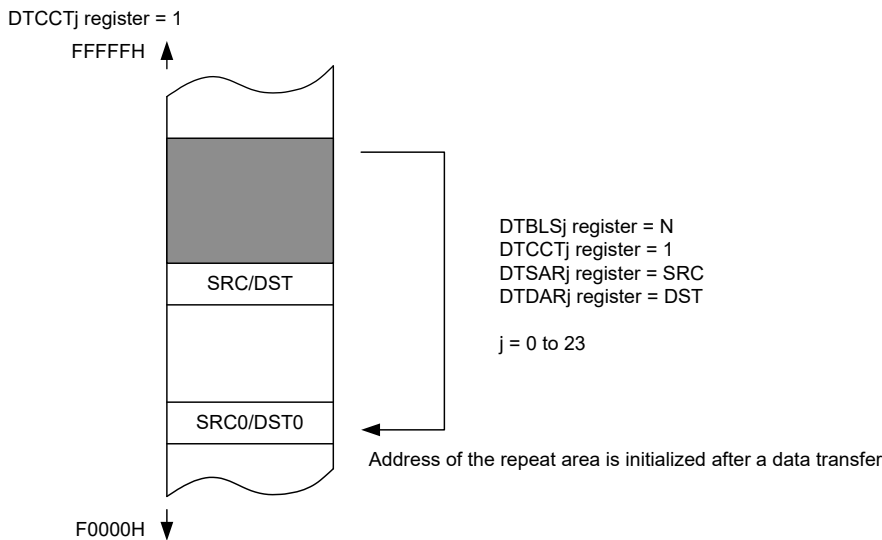 DTCCTj register = 1
FFFFFH
SRC/DST
DTBLSj register = N
DTCCTj register = 1
DTSARj register = SRC
DTDARj register = DST
j = 0 to 23
SRC0/DST0
Address of the repeat area is initialized after a data transfer
F0000H